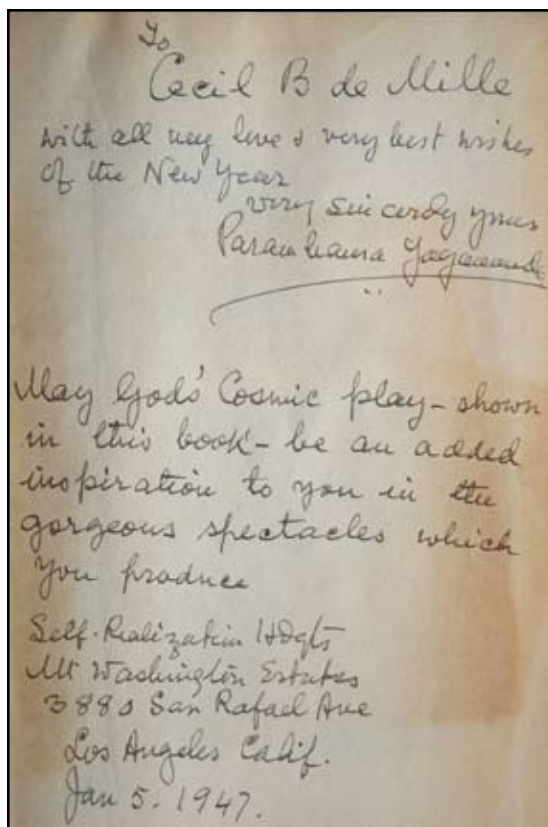 To
Cecil B de Mille
with all my love & very best wishes
of the New Year
very sincerely yours
Paramhansa Yogananda
May God's Cosmic play - shown
in this book - be an added
inspiration to you in the
gorgeous spectacles which
you produce
Self-Realization Hdqts
Mt Washington Estates
3880 San Rafael Ave
Los Angeles Calif.
Jan 5. 1947.